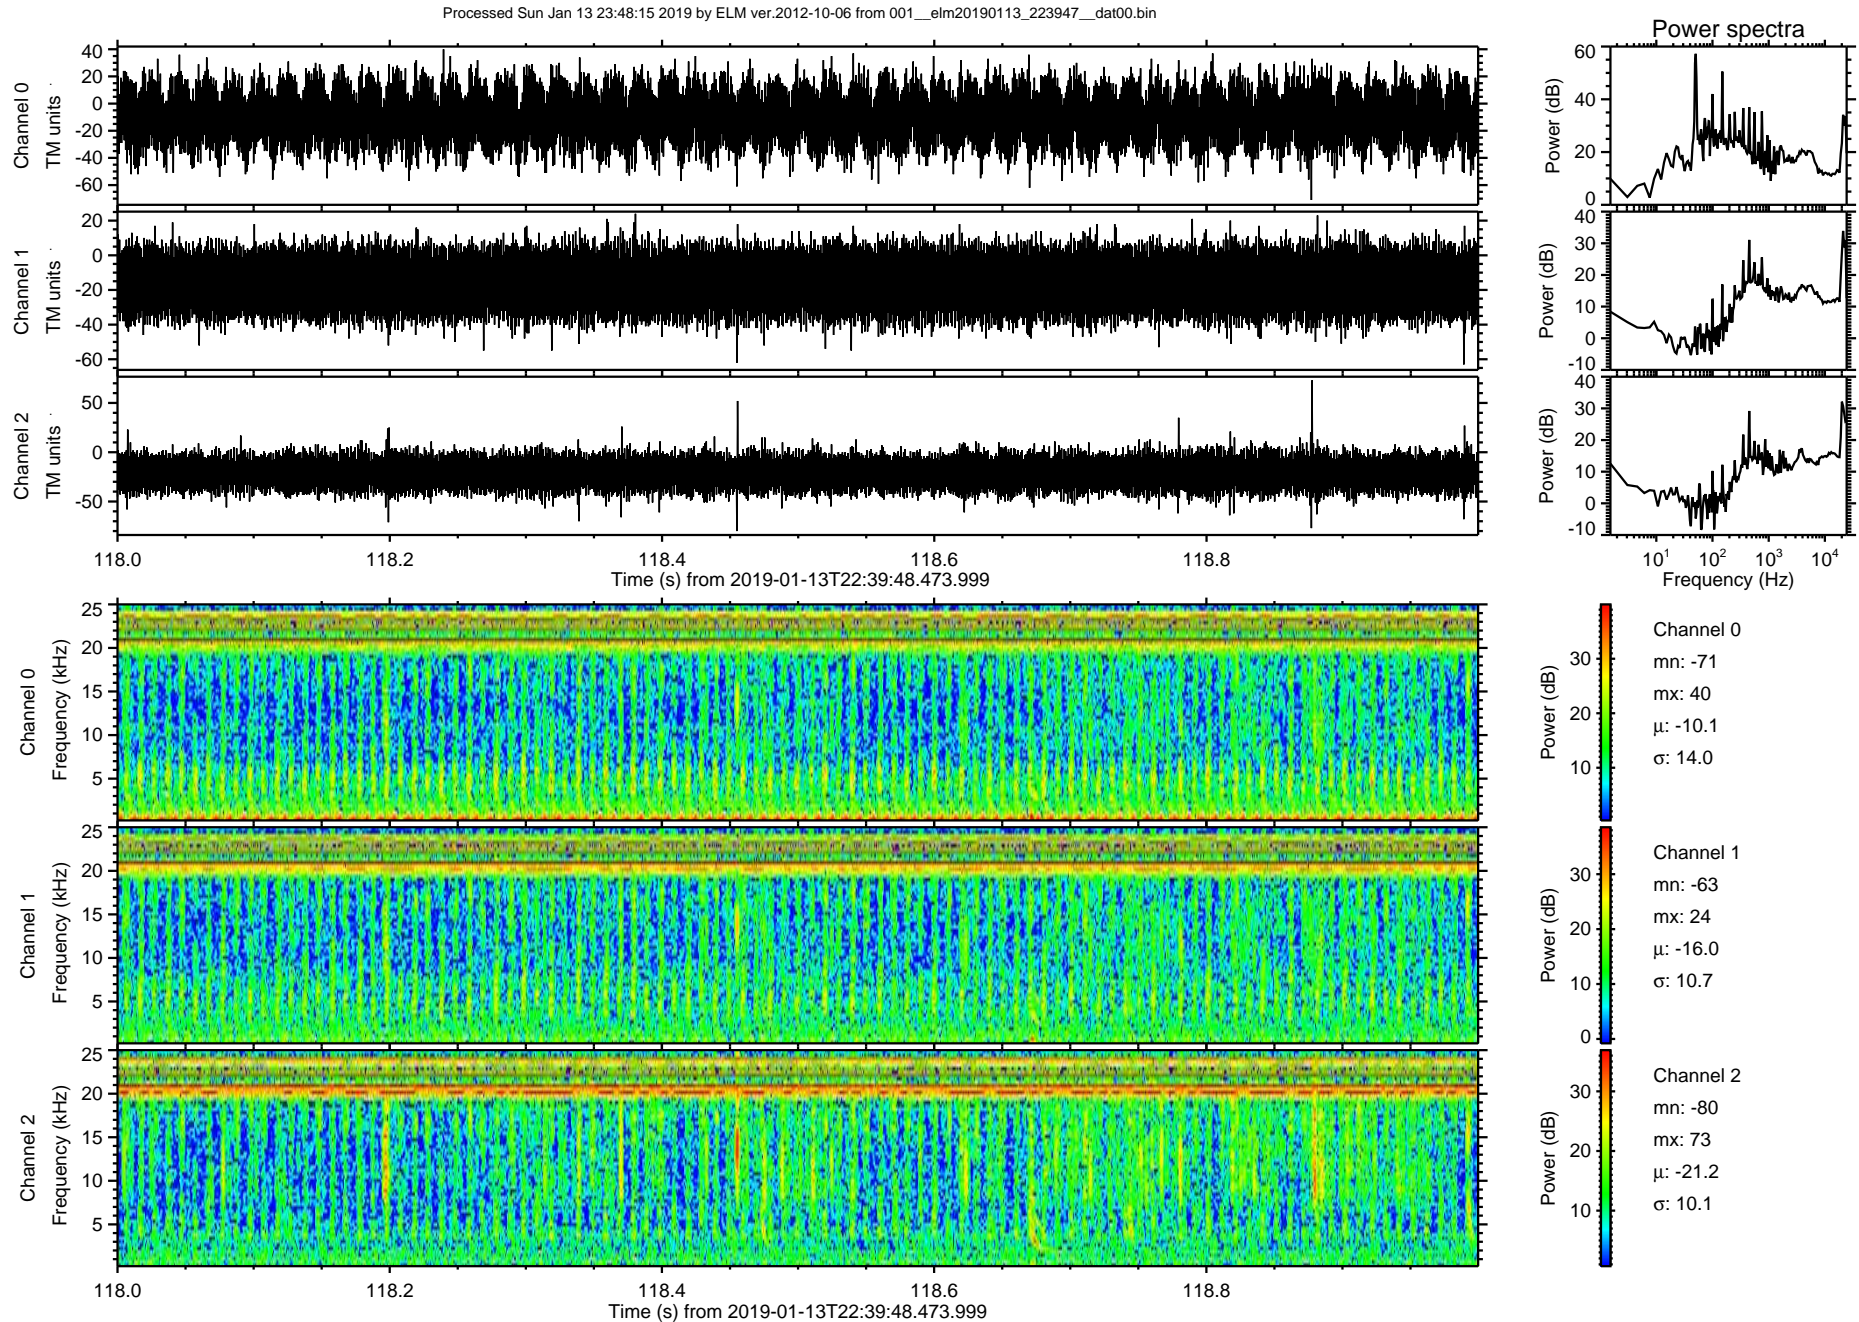 Processed Sun Jan 13 23:48:15 2019 by ELM ver.2012-10-06 from 001__elm20190113_223947__dat00.bin
Power spectra
Channel 0
TM units
40
20
0
-20
-40
-60
Power (dB)
60
40
20
0
Channel 1
TM units
20
0
-20
-40
-60
Power (dB)
40
30
20
10
0
-10
Channel 2
TM units
50
0
-50
Power (dB)
40
30
20
10
0
-10
118.0 118.2 118.4 118.6 118.8
Time (s) from 2019-01-13T22:39:48.473.999
10^1 10^2 10^3 10^4
Frequency (Hz)
Channel 0
Frequency (kHz)
25
20
15
10
5
Power (dB)
30
20
10
Channel 0
mn: -71
mx: 40
μ: -10.1
σ: 14.0
Channel 1
Frequency (kHz)
25
20
15
10
5
Power (dB)
30
20
10
0
Channel 1
mn: -63
mx: 24
μ: -16.0
σ: 10.7
Channel 2
Frequency (kHz)
25
20
15
10
5
Power (dB)
30
20
10
Channel 2
mn: -80
mx: 73
μ: -21.2
σ: 10.1
118.0 118.2 118.4 118.6 118.8
Time (s) from 2019-01-13T22:39:48.473.999